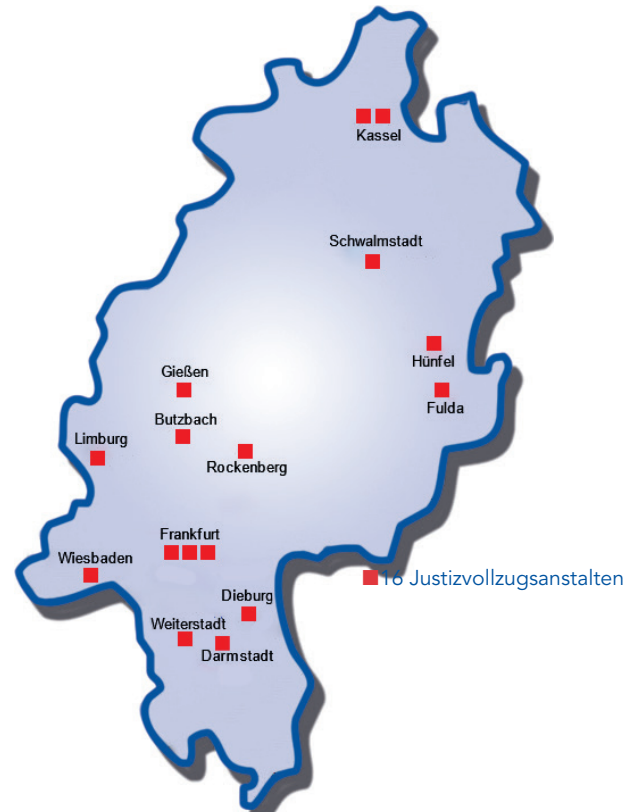 Kassel
Schwalmstadt
Hünfel
Gießen
Fulda
Butzbach
Limburg
Rockenberg
Frankfurt
Wiesbaden
16 Justizvollzugsanstalten
Dieburg
Weiterstadt
Darmstadt